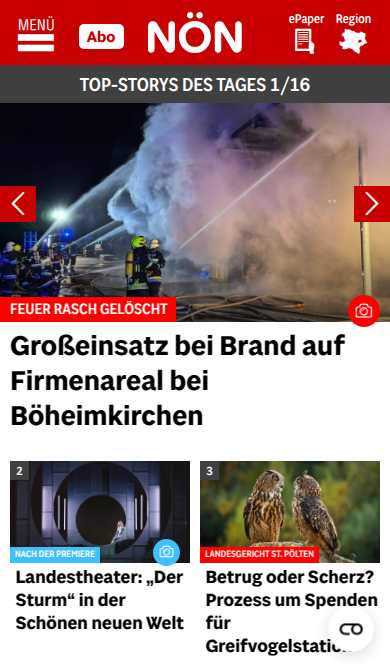 MENÜ
Abo
NÖN
ePaper
Region
TOP-STORYS DES TAGES 1/16
FEUER RASCH GELÖSCHT
Großeinsatz bei Brand auf
Firmenareal bei
Böheimkirchen
2
NACH DER PREMIERE
Landestheater: „Der
Sturm“ in der
Schönen neuen Welt
3
LANDESGERICHT ST. PÖLTEN
Betrug oder Scherz?
Prozess um Spenden
für
Greifvogelstation